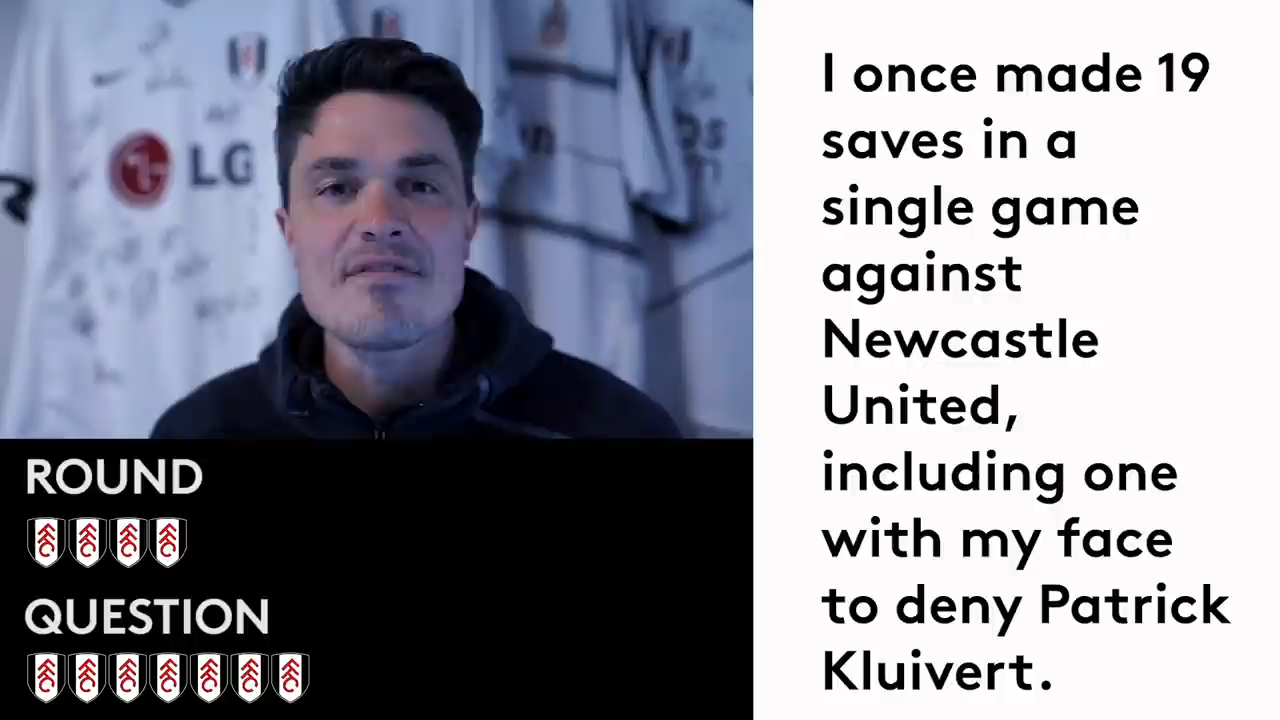 LG
ROUND
QUESTION
I once made 19
saves in a
single game
against
Newcastle
United,
including one
with my face
to deny Patrick
Kluivert.